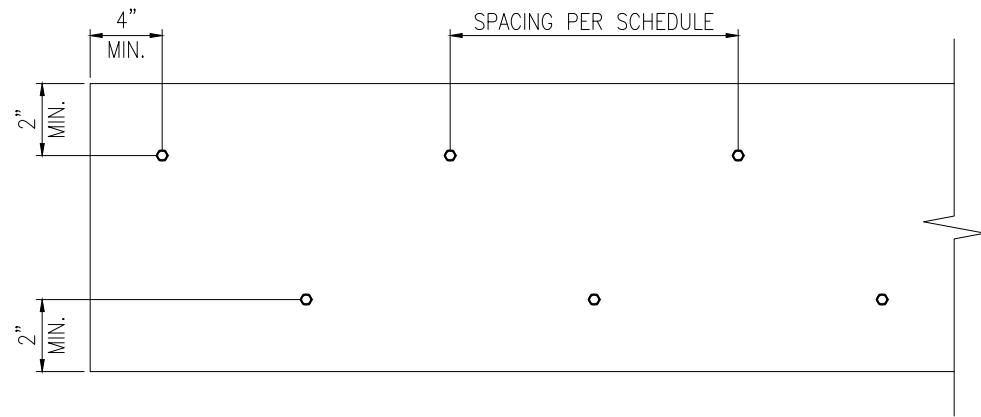 4"
MIN.
SPACING PER SCHEDULE
2"
MIN.
2"
MIN.